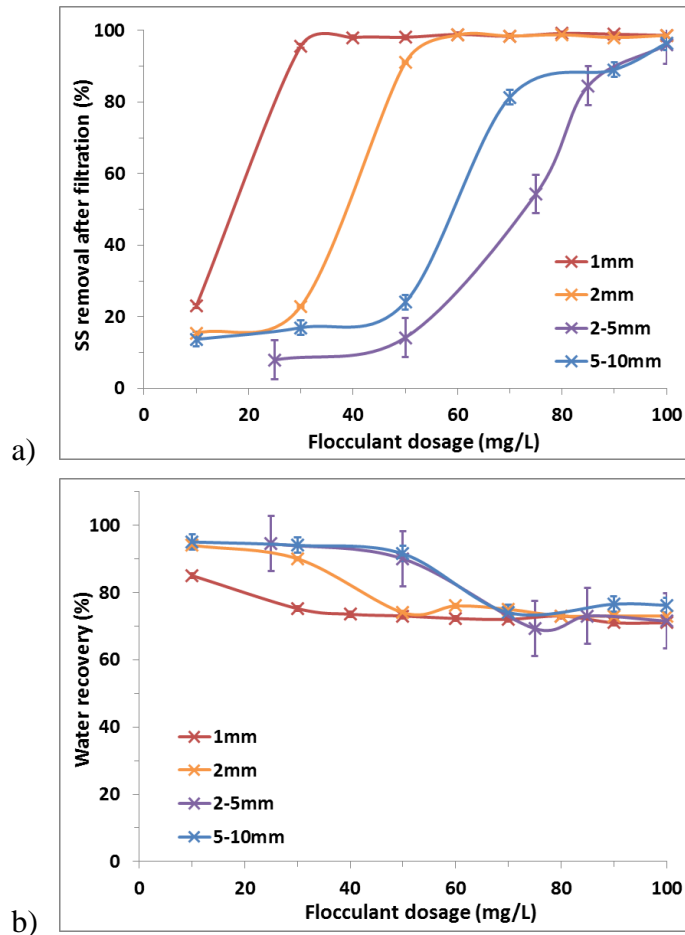 SS removal after filtration (%)
100
80
60
40
20
0
1mm
2mm
2-5mm
5-10mm
0 20 40 60 80 100
Flocculant dosage (mg/L)
a)
Water recovery (%)
100
80
60
40
20
0
1mm
2mm
2-5mm
5-10mm
0 20 40 60 80 100
Flocculant dosage (mg/L)
b)